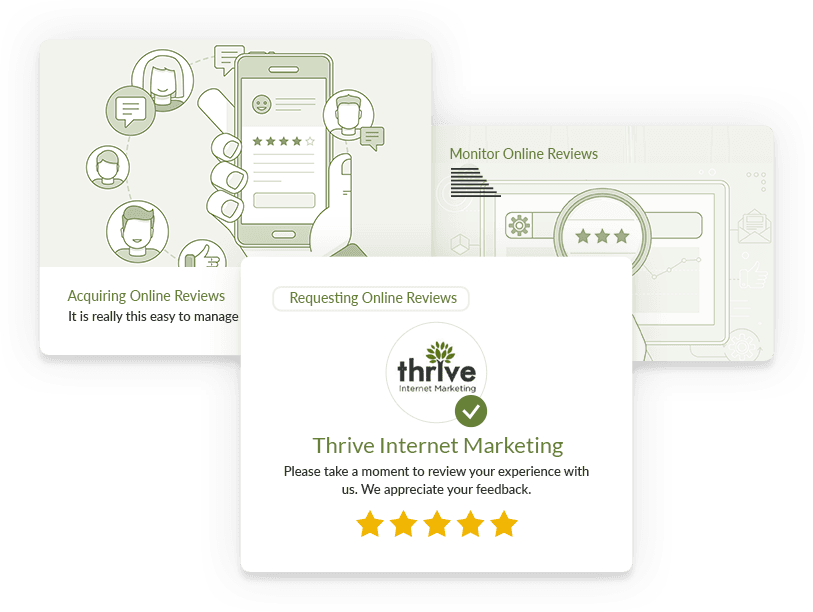 Monitor Online Reviews
Acquiring Online Reviews
It is really this easy to manage
Requesting Online Reviews
thrive
Internet Marketing
Thrive Internet Marketing
Please take a moment to review your experience with
us. We appreciate your feedback.